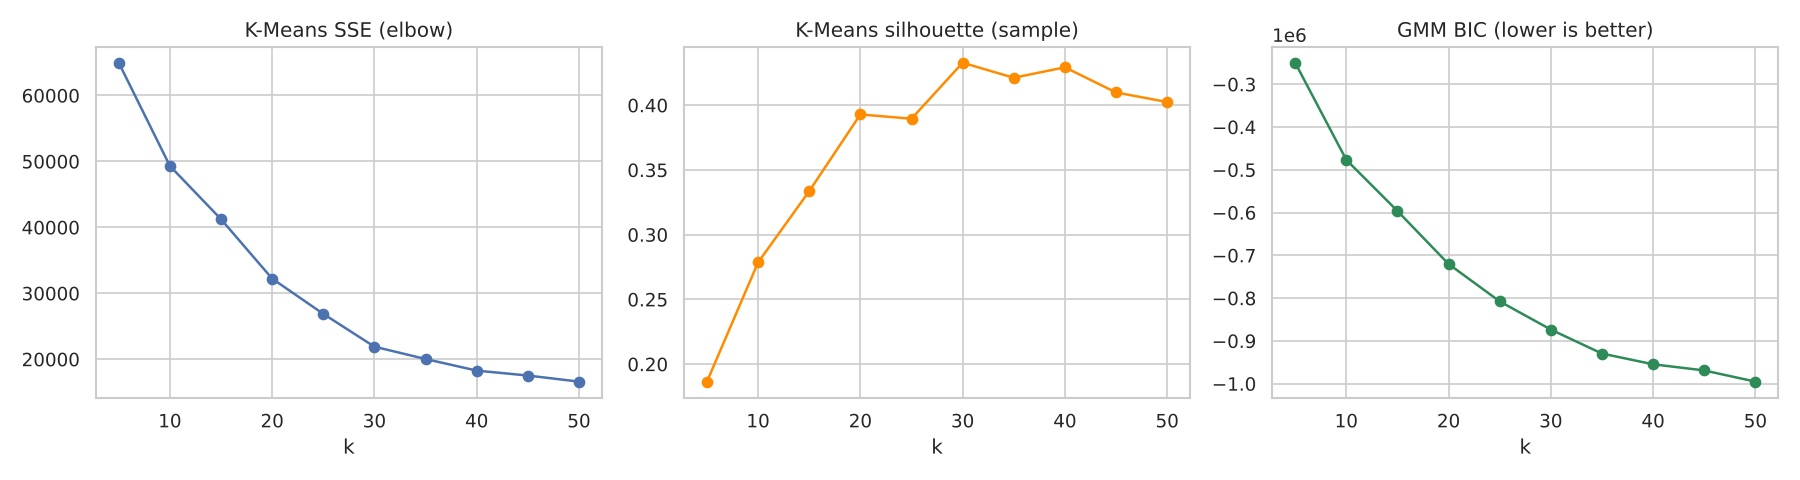 K-Means SSE (elbow)
60000
50000
40000
30000
20000
10 20 30 40 50
k
K-Means silhouette (sample)
0.40
0.35
0.30
0.25
0.20
10 20 30 40 50
k
1e6
GMM BIC (lower is better)
−0.3
−0.4
−0.5
−0.6
−0.7
−0.8
−0.9
−1.0
10 20 30 40 50
k